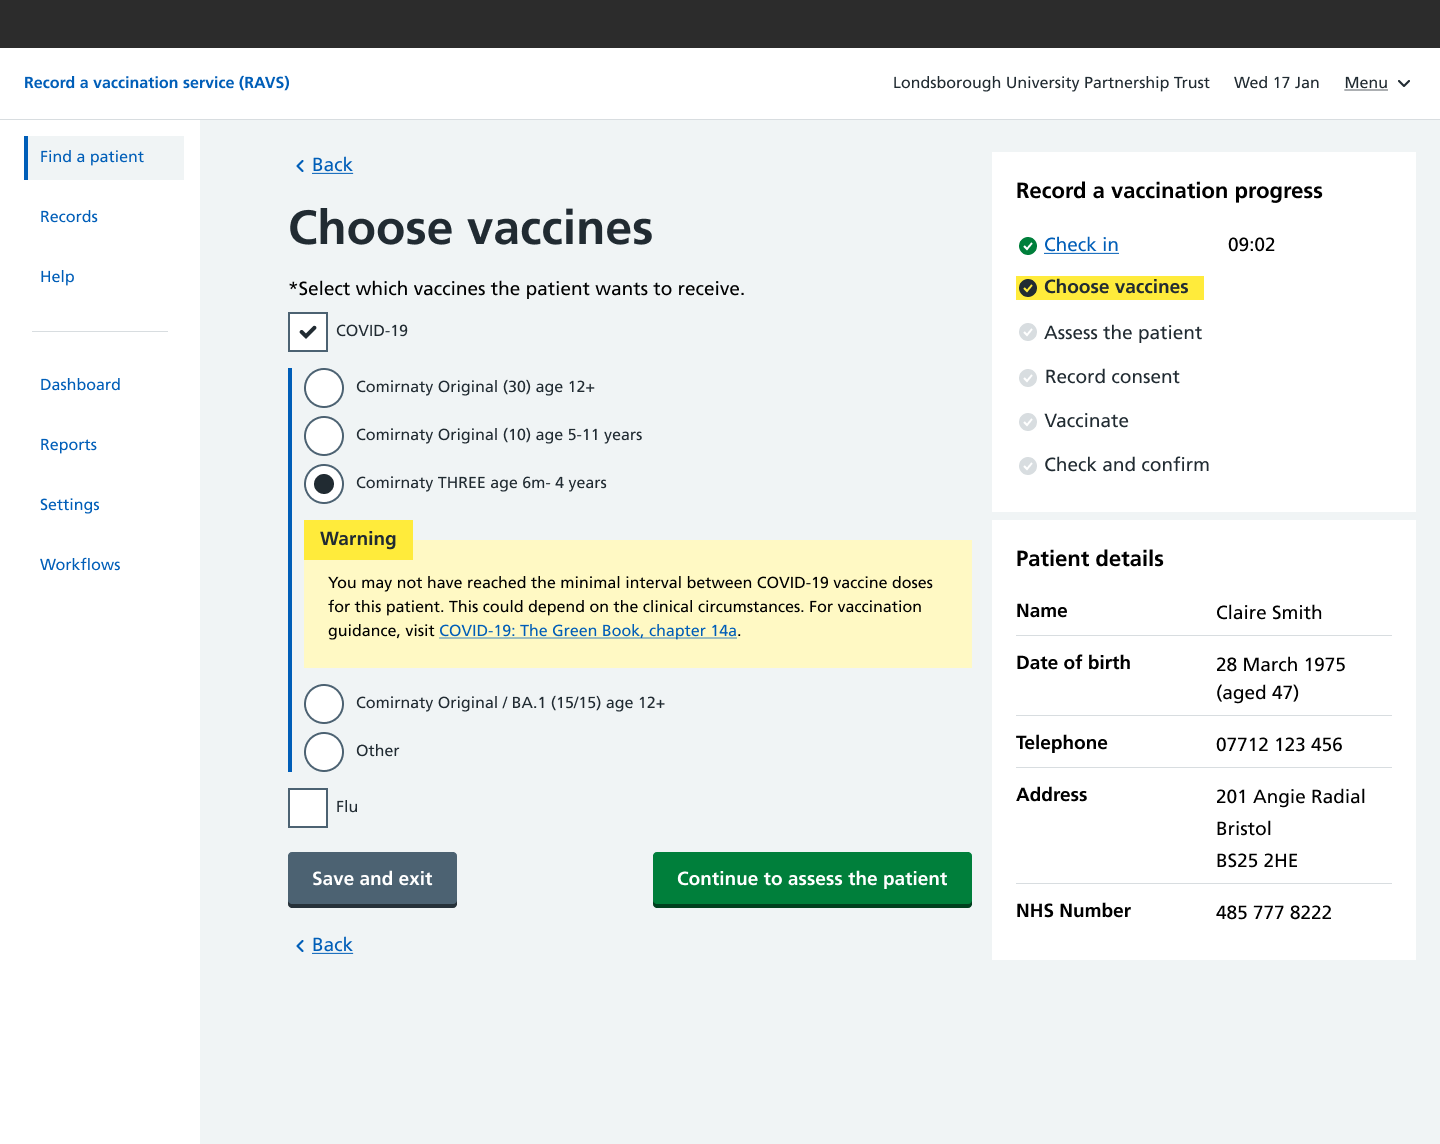 Record a vaccination service (RAVS)
Londsborough University Partnership Trust Wed 17 Jan Menu
Find a patient
Records
Help
Dashboard
Reports
Settings
Workflows
Back
Choose vaccines
*Select which vaccines the patient wants to receive.
COVID-19
Comirnaty Original (30) age 12+
Comirnaty Original (10) age 5-11 years
Comirnaty THREE age 6m- 4 years
Warning
You may not have reached the minimal interval between COVID-19 vaccine doses
for this patient. This could depend on the clinical circumstances. For vaccination
guidance, visit COVID-19: The Green Book, chapter 14a.
Comirnaty Original / BA.1 (15/15) age 12+
Other
Flu
Save and exit
Continue to assess the patient
Back
Record a vaccination progress
Check in 09:02
Choose vaccines
Assess the patient
Record consent
Vaccinate
Check and confirm
Patient details
Name Claire Smith
Date of birth 28 March 1975
(aged 47)
Telephone 07712 123 456
Address 201 Angie Radial
Bristol
BS25 2HE
NHS Number 485 777 8222